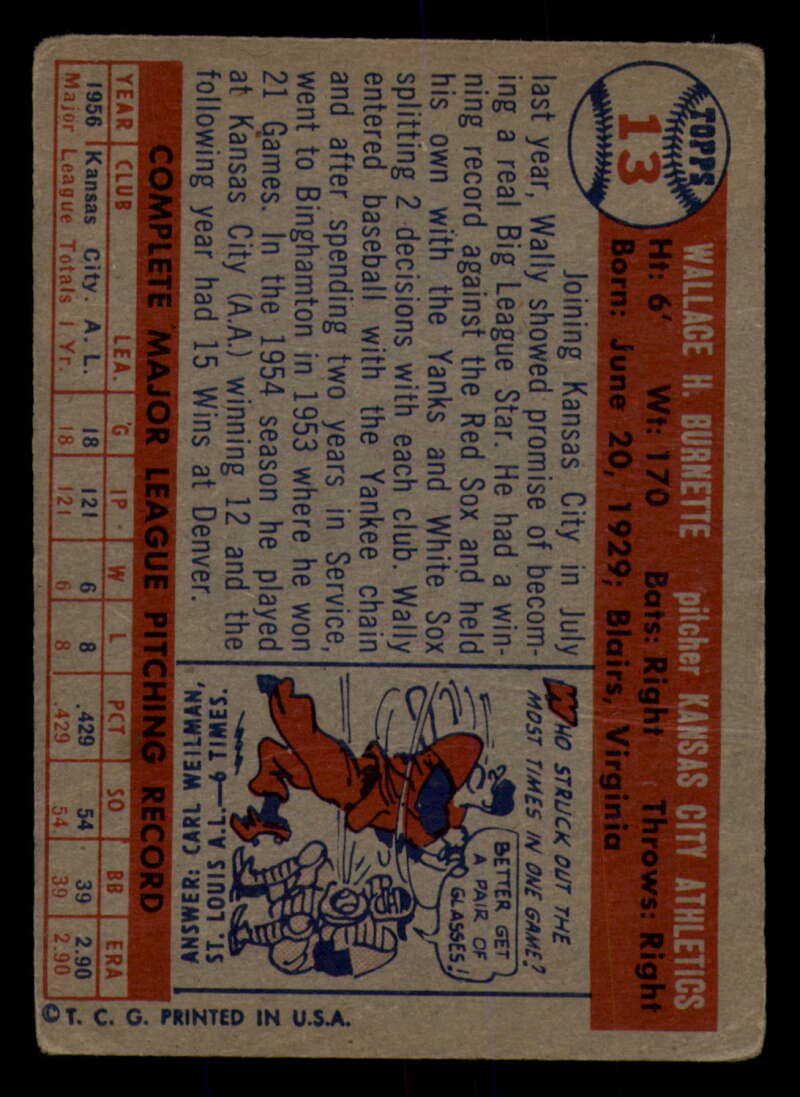 TOPPS
13
WALLACE H. BURNETTE pitcher KANSAS CITY ATHLETICS
Ht: 6' Wt: 170 Bats: Right Throws: Right
Born: June 20, 1929; Blairs, Virginia
Joining Kansas City in July
last year, Wally showed promise of becom-
ing a real Big League Star. He had a win-
ning record against the Red Sox and held
his own with the Yanks and White Sox
splitting 2 decisions with each club. Wally
entered baseball with the Yankee chain
and after spending two years in Service,
went to Binghamton in 1953 where he won
21 Games. In the 1954 season he played
at Kansas City (A.A.) winning 12 and the
following year had 15 Wins at Denver.
WHO STRUCK OUT THE
MOST TIMES IN ONE GAME?
BETTER GET
A PAIR OF
GLASSES!
ANSWER: CARL WEILMAN,
ST. LOUIS A.L.—6 TIMES.
COMPLETE MAJOR LEAGUE PITCHING RECORD
YEAR CLUB LEA. G IP W L PCT SO BB ERA
1956 Kansas City A. L. 18 121 6 8 .429 54 39 2.90
Major League Totals 1 Yr. 18 121 6 8 .429 54 39 2.90
© T. C. G. PRINTED IN U.S.A.